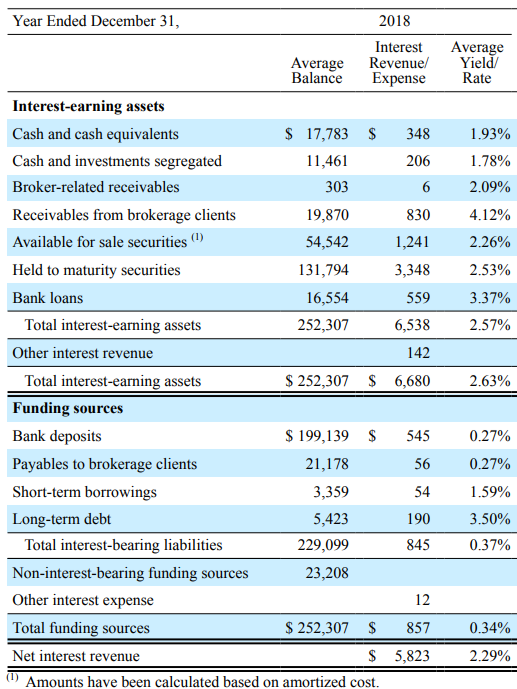 Year Ended December 31, 2018
Interest Average
Average Revenue/ Yield/
Balance Expense Rate
Interest-earning assets
Cash and cash equivalents $ 17,783 $ 348 1.93%
Cash and investments segregated 11,461 206 1.78%
Broker-related receivables 303 6 2.09%
Receivables from brokerage clients 19,870 830 4.12%
Available for sale securities (1) 54,542 1,241 2.26%
Held to maturity securities 131,794 3,348 2.53%
Bank loans 16,554 559 3.37%
Total interest-earning assets 252,307 6,538 2.57%
Other interest revenue 142
Total interest-earning assets $ 252,307 $ 6,680 2.63%
Funding sources
Bank deposits $ 199,139 $ 545 0.27%
Payables to brokerage clients 21,178 56 0.27%
Short-term borrowings 3,359 54 1.59%
Long-term debt 5,423 190 3.50%
Total interest-bearing liabilities 229,099 845 0.37%
Non-interest-bearing funding sources 23,208
Other interest expense 12
Total funding sources $ 252,307 $ 857 0.34%
Net interest revenue $ 5,823 2.29%
(1) Amounts have been calculated based on amortized cost.